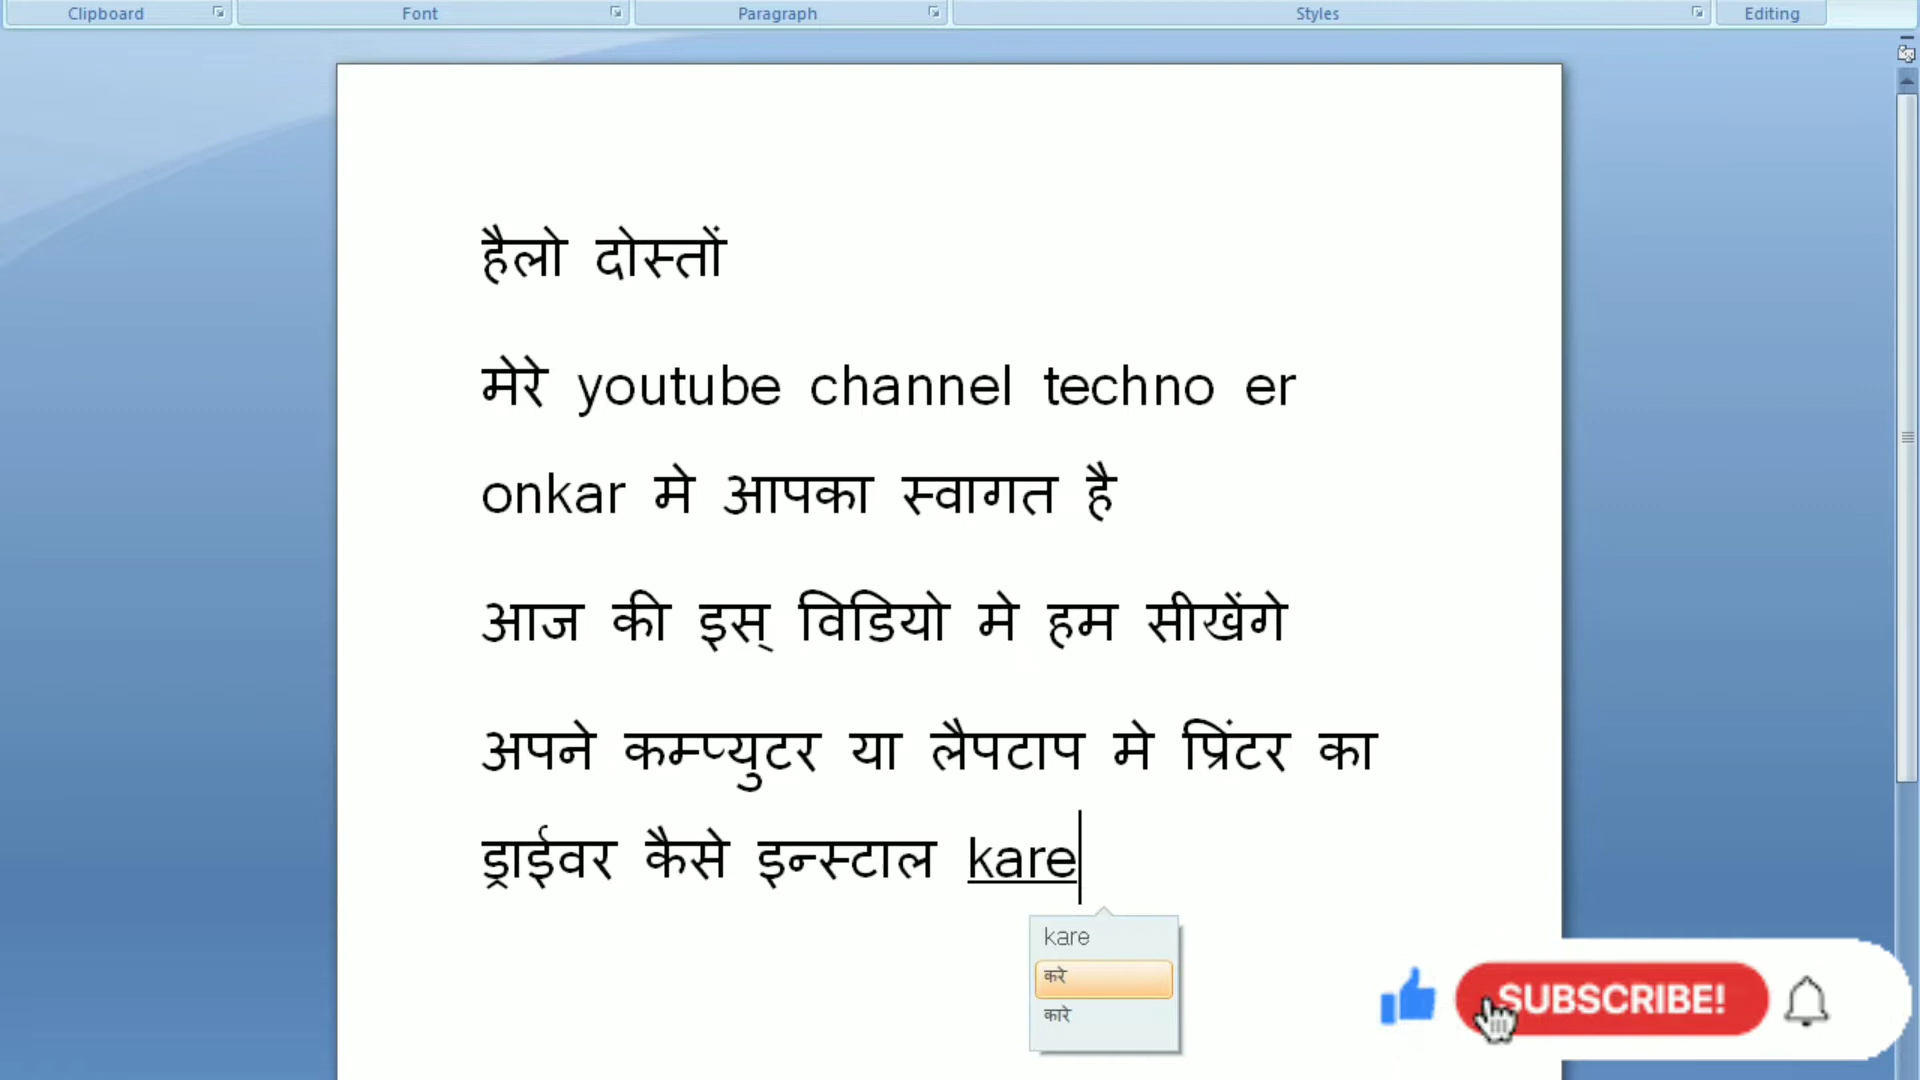 Clipboard Font Paragraph Styles Editing
हैलो दोस्तों
मेरे youtube channel techno er
onkar मे आपका स्वागत है
आज की इस् विडियो मे हम सीखेंगे
अपने कम्प्युटर या लैपटाप मे प्रिंटर का
ड्राईवर कैसे इन्स्टाल kare
kare
करे
कारे
SUBSCRIBE!